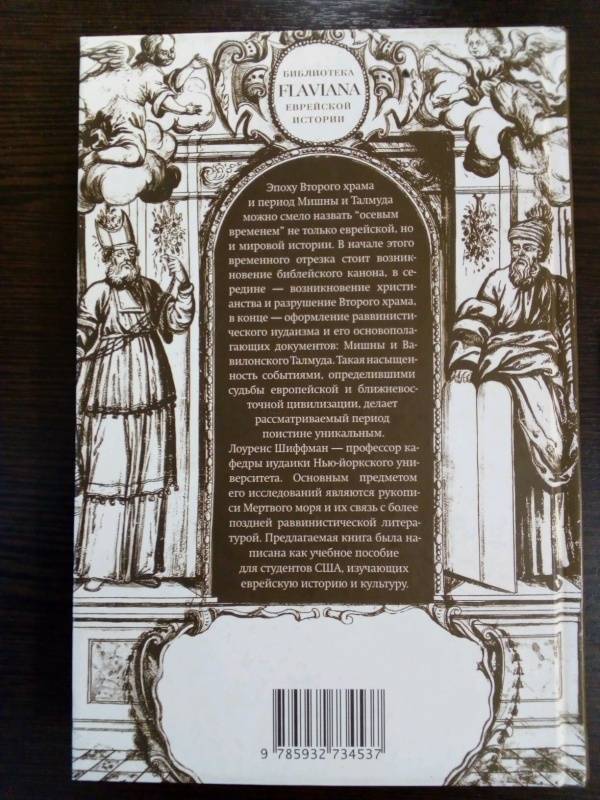 БИБЛИОТЕКА
FLAVIANA
ЕВРЕЙСКОЙ
ИСТОРИИ
Эпоху Второго храма
и период Мишны и Талмуда
можно смело назвать "осевым
временем" не только еврейской, но
и мировой истории. В начале этого
временного отрезка стоит возник-
новение библейского канона, в се-
редине — возникновение христи-
анства и разрушение Второго храма,
в конце — оформление раввинисти-
ческого иудаизма и его основопола-
гающих документов: Мишны и Ва-
вилонского Талмуда. Такая насыщен-
ность событиями, определившими
судьбы европейской и ближневос-
точной цивилизации, делает
рассматриваемый период
поистине уникальным.
Лоуренс Шиффман — профессор ка-
федры иудаики Нью-йоркского уни-
верситета. Основным предметом
его исследований являются рукопи-
си Мертвого моря и их связь с более
поздней раввинистической литера-
турой. Предлагаемая книга была на-
писана как учебное пособие
для студентов США, изучающих
еврейскую историю и культуру.
9 785932 734537